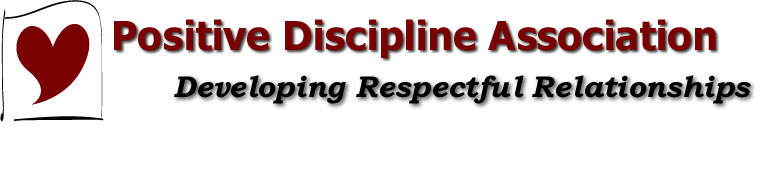 Positive Discipline Association
Developing Respectful Relationships